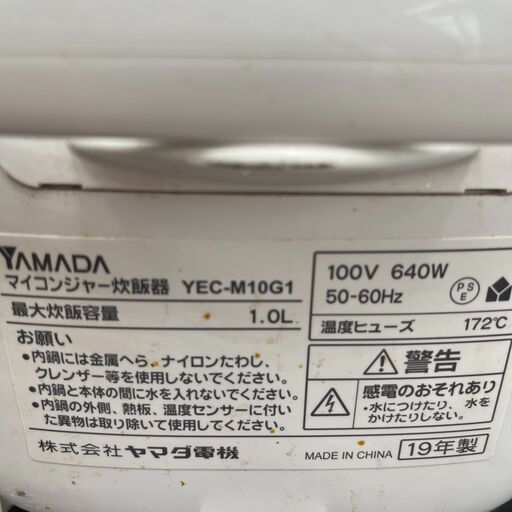 YAMADA
マイコンジャー炊飯器 YEC-M10G1
最大炊飯容量 1.0L
お願い
•内鍋には金属へら、ナイロンたわし、
クレンザー等を使用しないでください。
•内鍋と本体の間に水を入れないでください。
•内鍋の外側、熱板、温度センサーに付い
た異物は取り除いて使用してください。
100V 640W
50-60Hz
PSE
温度ヒューズ 172℃
警告
感電のおそれあり
•水につけたり、水を
かけたりしない。
株式会社 ヤマダ電機 MADE IN CHINA 19年製